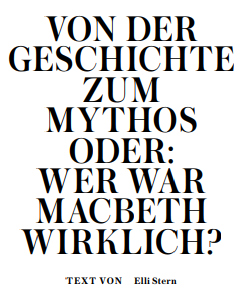 VON DER
GESCHICHTE
ZUM
MYTHOS
ODER:
WER WAR
MACBETH
WIRKLICH?
TEXT VON Elli Stern